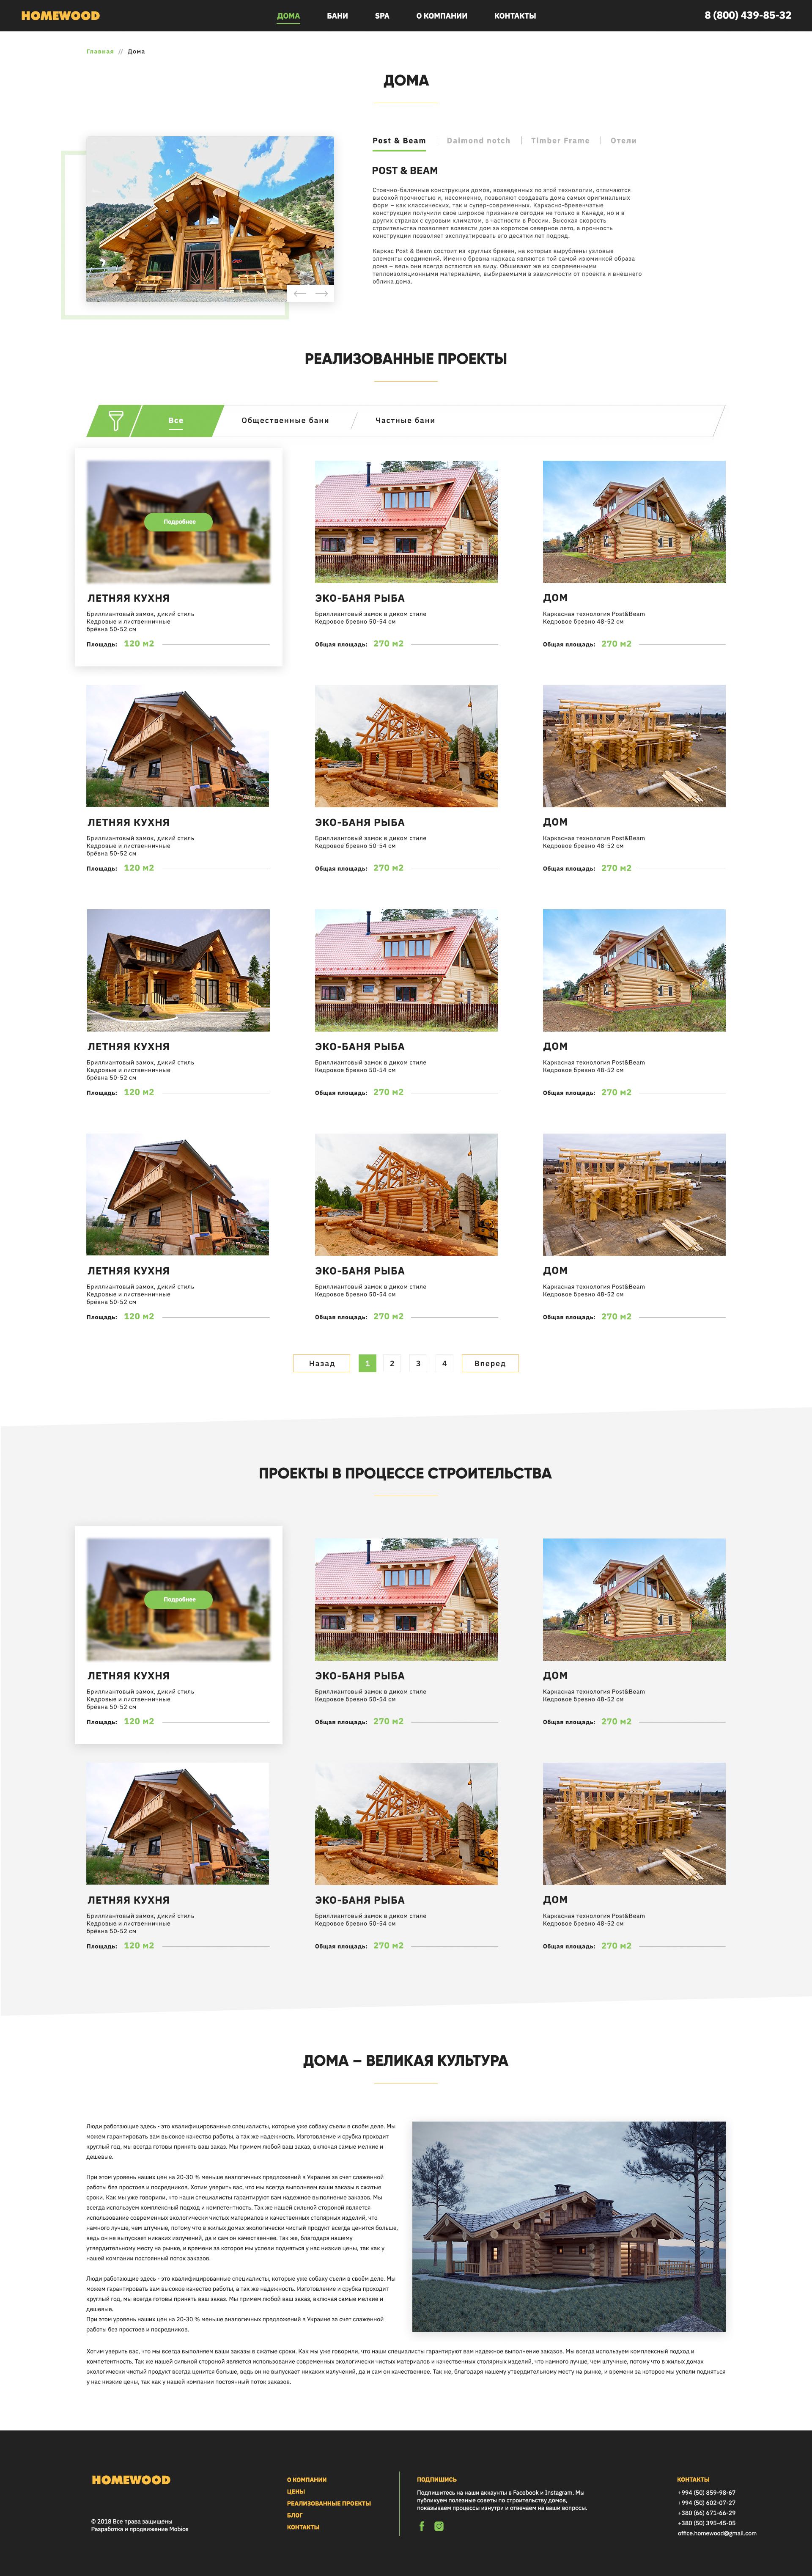 HOMEWOOD
ДОМА
БАНИ
SPA
О КОМПАНИИ
КОНТАКТЫ
8 (800) 439-85-32
Главная // Дома
ДОМА
Post & Beam
Daimond notch
Timber Frame
Отели
POST & BEAM
Стоечно-балочные конструкции домов, возведенных по этой технологии, отличаются
высокой прочностью и, несомненно, позволяют создавать дома самых оригинальных
форм – как классических, так и супер-современных. Каркасно-бревенчатые
конструкции получили свое широкое признание сегодня не только в Канаде, но и в
других странах с суровым климатом, в частности в России. Высокая скорость
строительства позволяет возвести дом за короткое северное лето, а прочность
конструкции позволяет эксплуатировать его десятки лет подряд.
Каркас Post & Beam состоит из круглых бревен, на которых вырублены узловые
элементы соединений. Именно бревна каркаса являются той самой изюминкой образа
дома – ведь они всегда остаются на виду. Обшивают же их современными
теплоизоляционными материалами, выбираемыми в зависимости от проекта и внешнего
облика дома.
РЕАЛИЗОВАННЫЕ ПРОЕКТЫ
Все
Общественные бани
Частные бани
Подробнее
ЛЕТНЯЯ КУХНЯ
Бриллиантовый замок, дикий стиль
Кедровые и лиственничные
брёвна 50-52 см
Площадь: 120 м2
ЭКО-БАНЯ РЫБА
Бриллиантовый замок в диком стиле
Кедровое бревно 50-54 см
Общая площадь: 270 м2
ДОМ
Каркасная технология Post&Beam
Кедровое бревно 48-52 см
Общая площадь: 270 м2
ЛЕТНЯЯ КУХНЯ
Бриллиантовый замок, дикий стиль
Кедровые и лиственничные
брёвна 50-52 см
Площадь: 120 м2
ЭКО-БАНЯ РЫБА
Бриллиантовый замок в диком стиле
Кедровое бревно 50-54 см
Общая площадь: 270 м2
ДОМ
Каркасная технология Post&Beam
Кедровое бревно 48-52 см
Общая площадь: 270 м2
ЛЕТНЯЯ КУХНЯ
Бриллиантовый замок, дикий стиль
Кедровые и лиственничные
брёвна 50-52 см
Площадь: 120 м2
ЭКО-БАНЯ РЫБА
Бриллиантовый замок в диком стиле
Кедровое бревно 50-54 см
Общая площадь: 270 м2
ДОМ
Каркасная технология Post&Beam
Кедровое бревно 48-52 см
Общая площадь: 270 м2
ЛЕТНЯЯ КУХНЯ
Бриллиантовый замок, дикий стиль
Кедровые и лиственничные
брёвна 50-52 см
Площадь: 120 м2
ЭКО-БАНЯ РЫБА
Бриллиантовый замок в диком стиле
Кедровое бревно 50-54 см
Общая площадь: 270 м2
ДОМ
Каркасная технология Post&Beam
Кедровое бревно 48-52 см
Общая площадь: 270 м2
Назад 1 2 3 4 Вперед
ПРОЕКТЫ В ПРОЦЕССЕ СТРОИТЕЛЬСТВА
Подробнее
ЛЕТНЯЯ КУХНЯ
Бриллиантовый замок, дикий стиль
Кедровые и лиственничные
брёвна 50-52 см
Площадь: 120 м2
ЭКО-БАНЯ РЫБА
Бриллиантовый замок в диком стиле
Кедровое бревно 50-54 см
Общая площадь: 270 м2
ДОМ
Каркасная технология Post&Beam
Кедровое бревно 48-52 см
Общая площадь: 270 м2
ЛЕТНЯЯ КУХНЯ
Бриллиантовый замок, дикий стиль
Кедровые и лиственничные
брёвна 50-52 см
Площадь: 120 м2
ЭКО-БАНЯ РЫБА
Бриллиантовый замок в диком стиле
Кедровое бревно 50-54 см
Общая площадь: 270 м2
ДОМ
Каркасная технология Post&Beam
Кедровое бревно 48-52 см
Общая площадь: 270 м2
ДОМА – ВЕЛИКАЯ КУЛЬТУРА
Люди работающие здесь - это квалифицированные специалисты, которые уже собаку съели в своём деле. Мы
можем гарантировать вам высокое качество работы, а так же надежность. Изготовление и срубка проходит
круглый год, мы всегда готовы принять ваш заказ. Мы примем любой ваш заказ, включая самые мелкие и
дешевые.
При этом уровень наших цен на 20-30 % меньше аналогичных предложений в Украине за счет слаженной
работы без простоев и посредников. Хотим уверить вас, что мы всегда выполняем ваши заказы в сжатые
сроки. Как мы уже говорили, что наши специалисты гарантируют вам надежное выполнение заказов. Мы
всегда используем комплексный подход и компетентность. Так же нашей сильной стороной является
использование современных экологически чистых материалов и качественных столярных изделий, что
намного лучше, чем штучные, потому что в жилых домах экологически чистый продукт всегда ценится больше,
ведь он не выпускает никаких излучений, да и сам он качественнее. Так же, благодаря нашему
утвердительному месту на рынке, и времени за которое мы успели подняться у нас низкие цены, так как у
нашей компании постоянный поток заказов.
Люди работающие здесь - это квалифицированные специалисты, которые уже собаку съели в своём деле. Мы
можем гарантировать вам высокое качество работы, а так же надежность. Изготовление и срубка проходит
круглый год, мы всегда готовы принять ваш заказ. Мы примем любой ваш заказ, включая самые мелкие и
дешевые.
При этом уровень наших цен на 20-30 % меньше аналогичных предложений в Украине за счет слаженной
работы без простоев и посредников.
Хотим уверить вас, что мы всегда выполняем ваши заказы в сжатые сроки. Как мы уже говорили, что наши специалисты гарантируют вам надежное выполнение заказов. Мы всегда используем комплексный подход и
компетентность. Так же нашей сильной стороной является использование современных экологически чистых материалов и качественных столярных изделий, что намного лучше, чем штучные, потому что в жилых домах
экологически чистый продукт всегда ценится больше, ведь он не выпускает никаких излучений, да и сам он качественнее. Так же, благодаря нашему утвердительному месту на рынке, и времени за которое мы успели подняться
у нас низкие цены, так как у нашей компании постоянный поток заказов.
HOMEWOOD
© 2018 Все права защищены
Разработка и продвижение Mobios
О КОМПАНИИ
ЦЕНЫ
РЕАЛИЗОВАННЫЕ ПРОЕКТЫ
БЛОГ
КОНТАКТЫ
ПОДПИШИСЬ
Подпишитесь на наши аккаунты в Facebook и Instagram. Мы
публикуем полезные советы по строительству домов,
показываем процессы изнутри и отвечаем на ваши вопросы.
КОНТАКТЫ
+994 (50) 859-98-67
+994 (50) 602-07-27
+380 (66) 671-66-29
+380 (50) 395-45-05
office.homewood@gmail.com